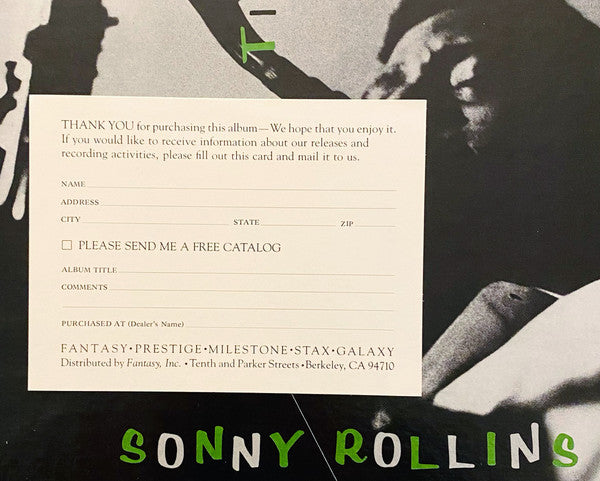 TI
THANK YOU for purchasing this album—We hope that you enjoy it.
If you would like to receive information about our releases and
recording activities, please fill out this card and mail it to us.
NAME
ADDRESS
CITY STATE ZIP
☐ PLEASE SEND ME A FREE CATALOG
ALBUM TITLE
COMMENTS
PURCHASED AT (Dealer's Name)
FANTASY•PRESTIGE•MILESTONE•STAX•GALAXY
Distributed by Fantasy, Inc. • Tenth and Parker Streets • Berkeley, CA 94710
SONNY ROLLINS